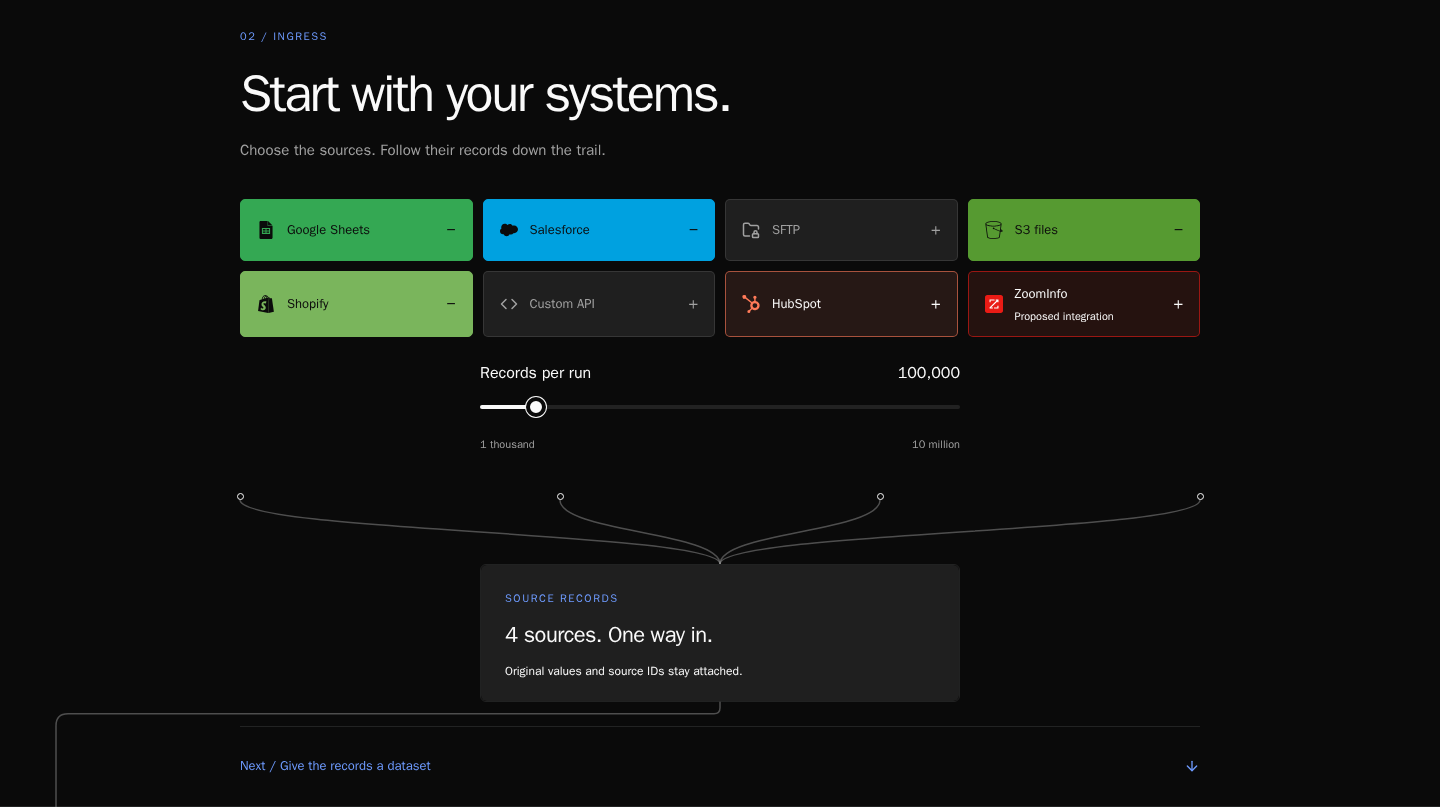 02 / INGRESS
Start with your systems.
Choose the sources. Follow their records down the trail.
Google Sheets −
Salesforce −
SFTP +
S3 files −
Shopify −
Custom API +
HubSpot +
ZoomInfo +
Proposed integration
Records per run 100,000
1 thousand 10 million
SOURCE RECORDS
4 sources. One way in.
Original values and source IDs stay attached.
Next / Give the records a dataset